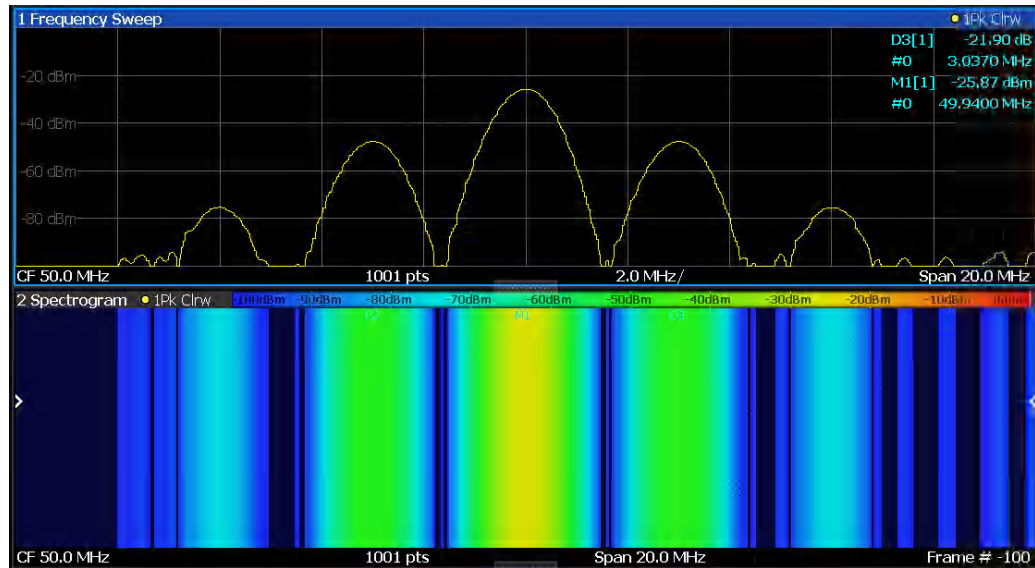 1 Frequency Sweep
1Pk Clrw
D3[1] -21.90 dB
#0 3.0370 MHz
M1[1] -25.87 dBm
#0 49.9400 MHz
-20 dBm
-40 dBm
-60 dBm
-80 dBm
CF 50.0 MHz 1001 pts 2.0 MHz/ Span 20.0 MHz
2 Spectrogram 1Pk Clrw -100dBm -90dBm -80dBm -70dBm -60dBm -50dBm -40dBm -30dBm -20dBm -10dBm
M1
CF 50.0 MHz 1001 pts Span 20.0 MHz Frame # -100